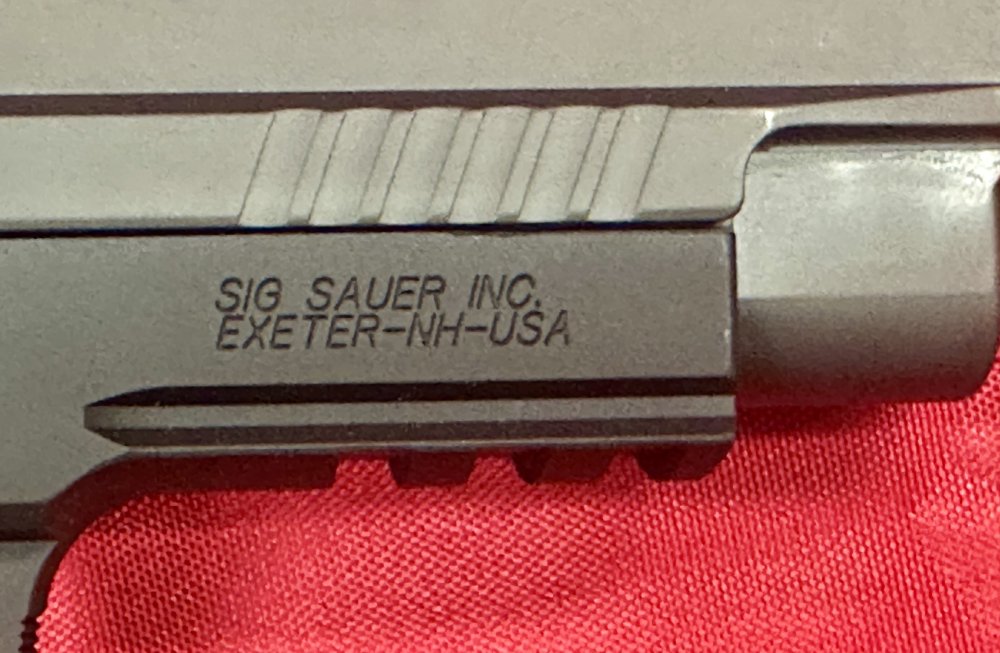 SIG SAUER INC.
EXETER-NH-USA